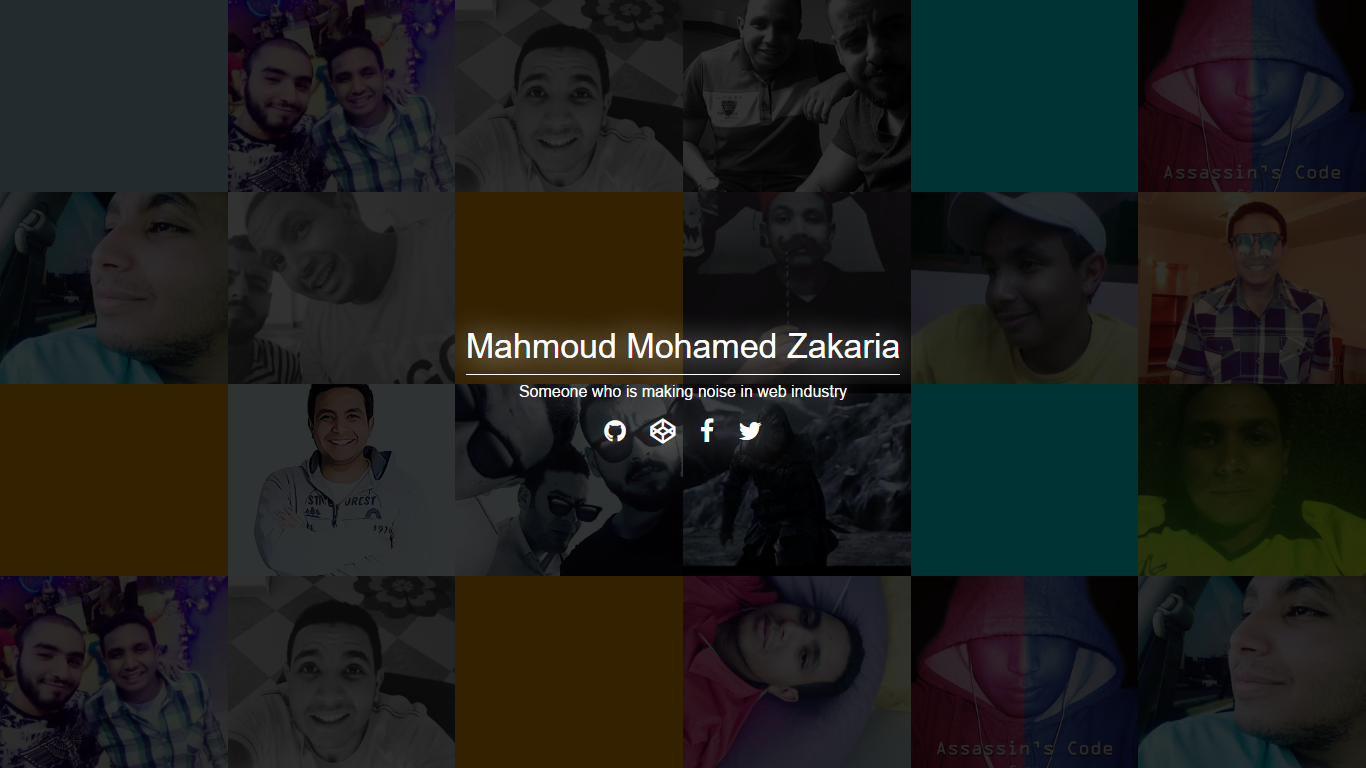 Assassin's Code
Mahmoud Mohamed Zakaria
Someone who is making noise in web industry
Assassin's Code